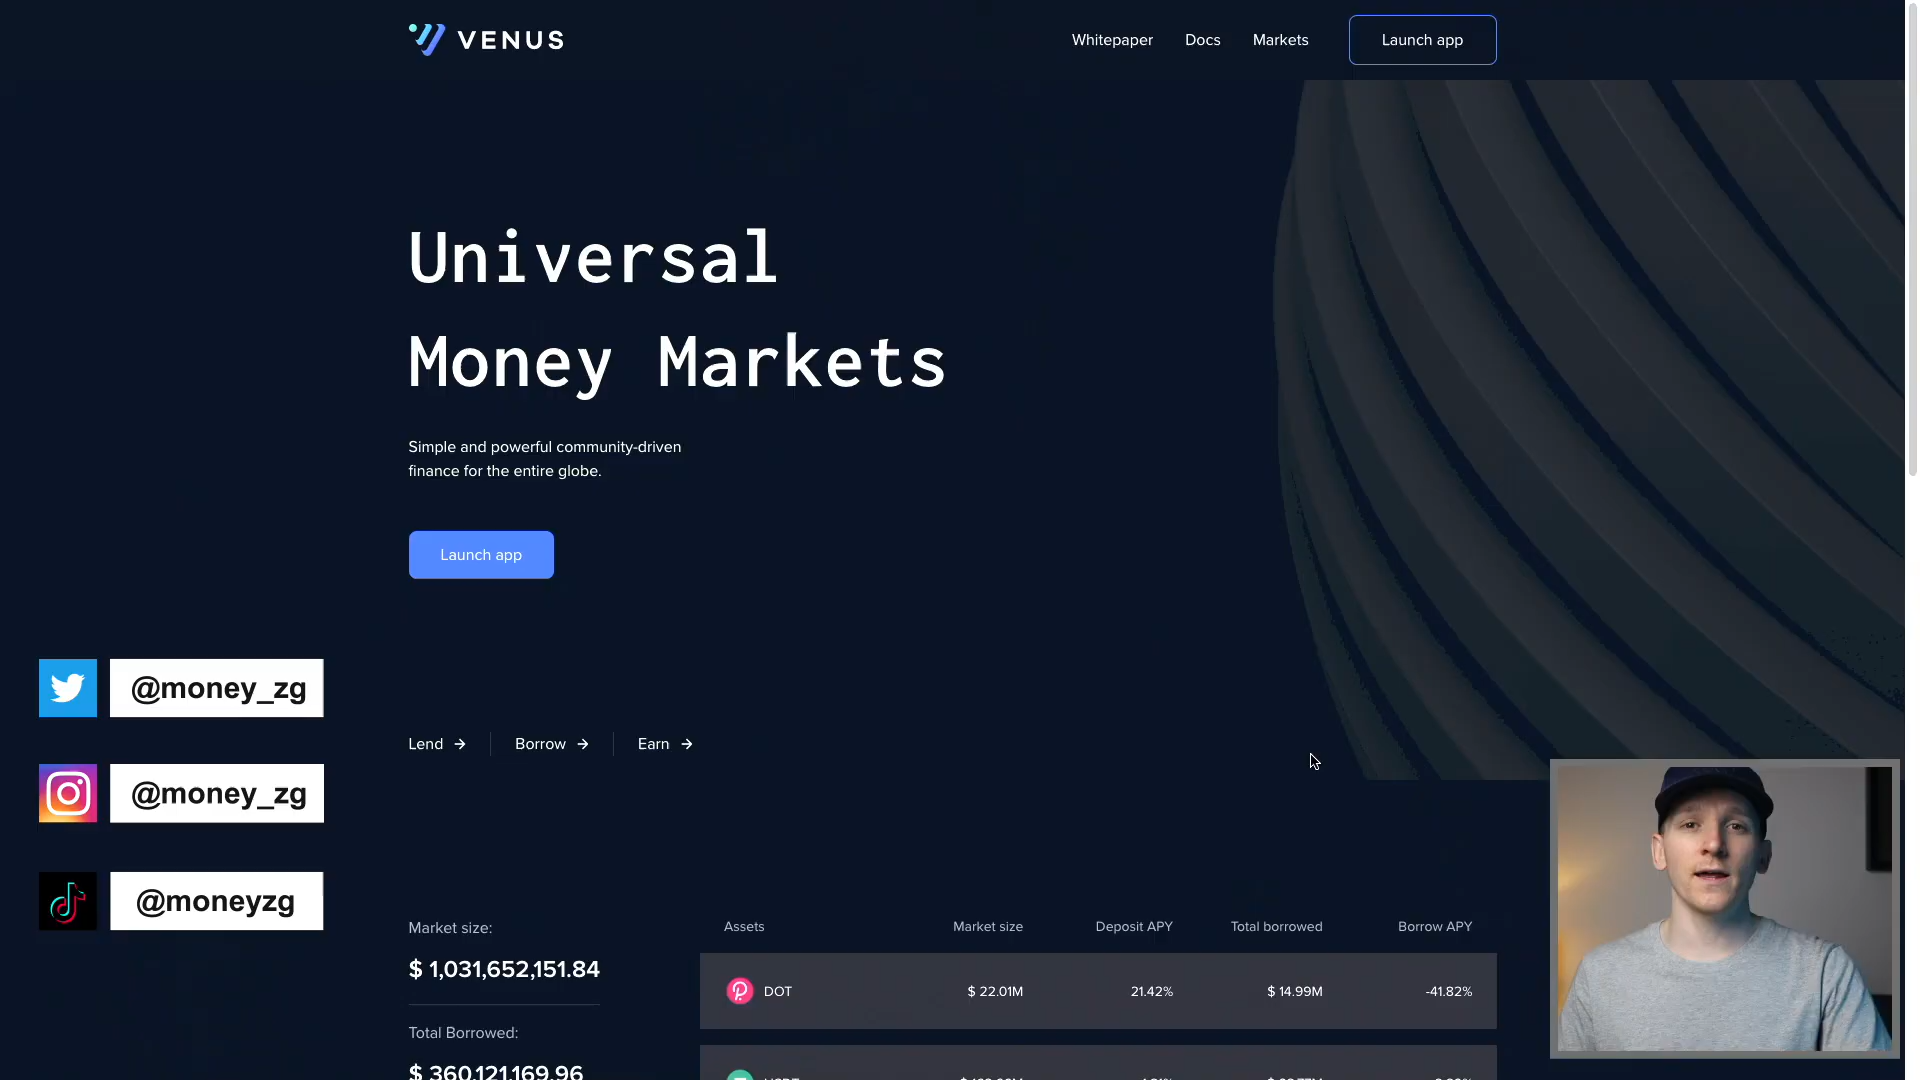 VENUS
Whitepaper Docs Markets Launch app
Universal
Money Markets
Simple and powerful community-driven
finance for the entire globe.
Launch app
@money_zg
Lend → Borrow → Earn →
@money_zg
@moneyzg
Market size:
$ 1,031,652,151.84
Total Borrowed:
$ 360,121,169.96
Assets Market size Deposit APY Total borrowed Borrow APY
DOT $ 22.01M 21.42% $ 14.99M -41.82%